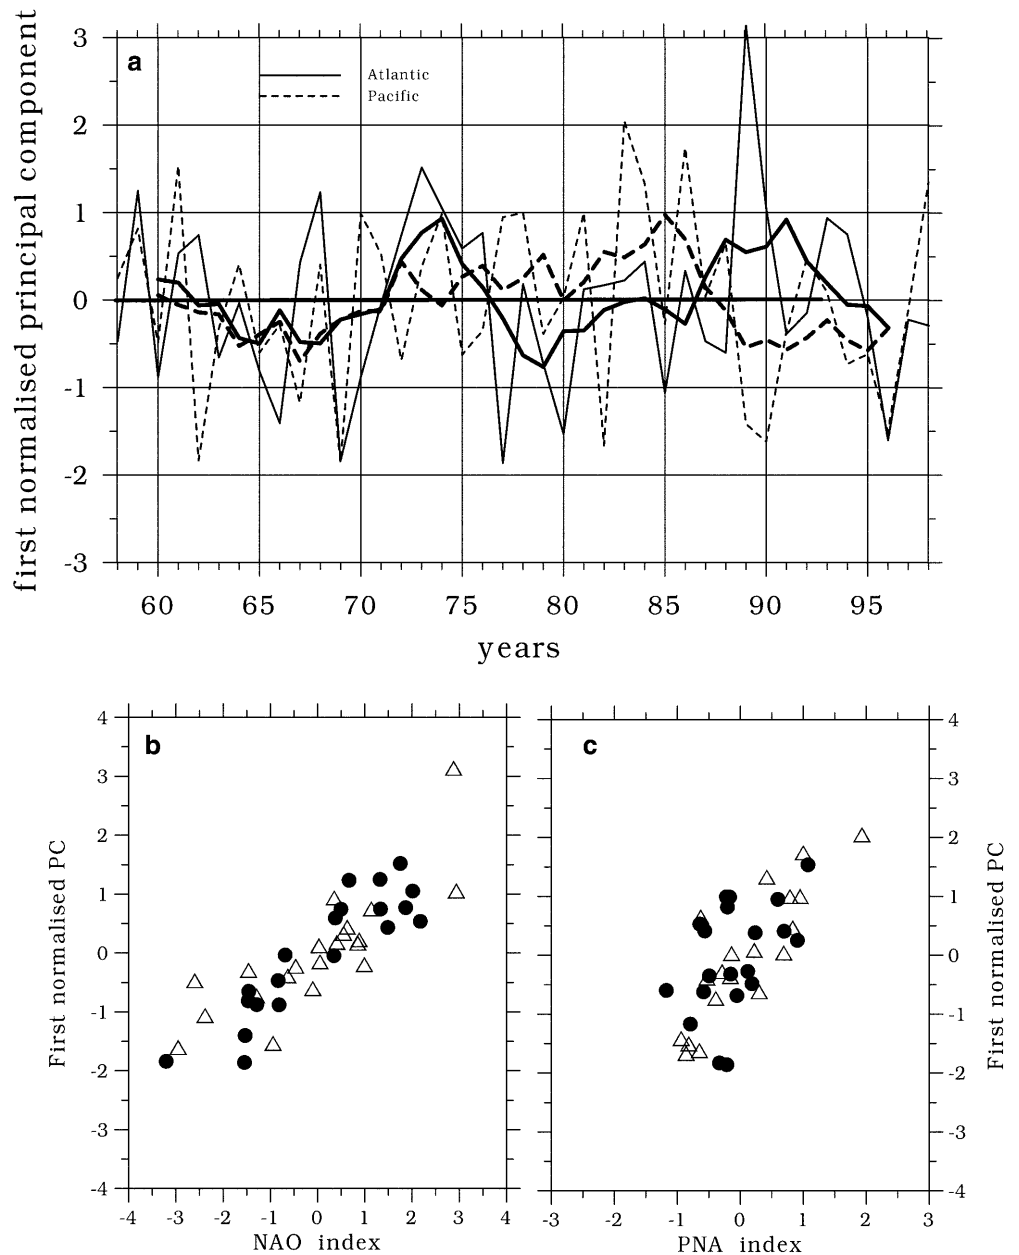 first normalised principal component
3
2
1
0
-1
-2
-3
a
Atlantic
Pacific
60 65 70 75 80 85 90 95
years
First normalised PC
4
3
2
1
0
-1
-2
-3
-4
b
-4 -3 -2 -1 0 1 2 3 4
NAO index
c
-3 -2 -1 0 1 2 3
PNA index
4
3
2
1
0
-1
-2
-3
-4
First normalised PC